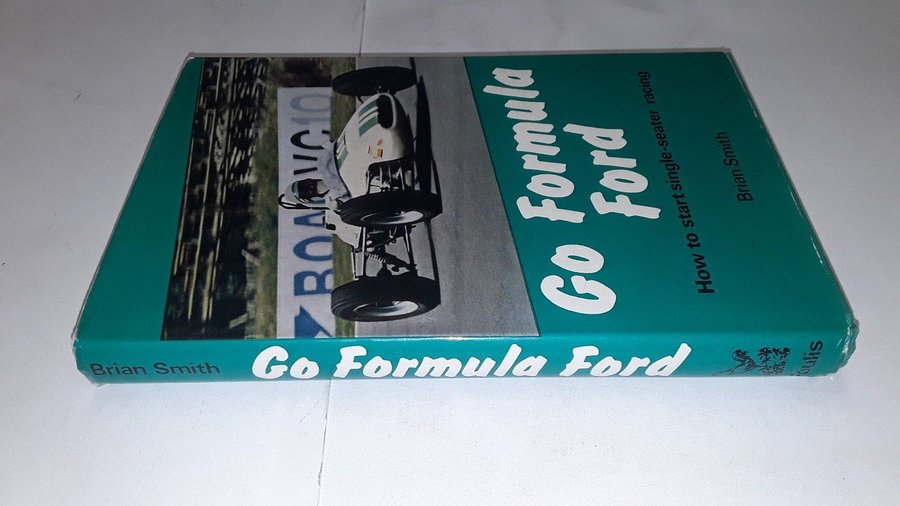 Go Formula
Ford
How to start single-seater racing
Brian Smith
BOAC
Brian Smith Go Formula Ford